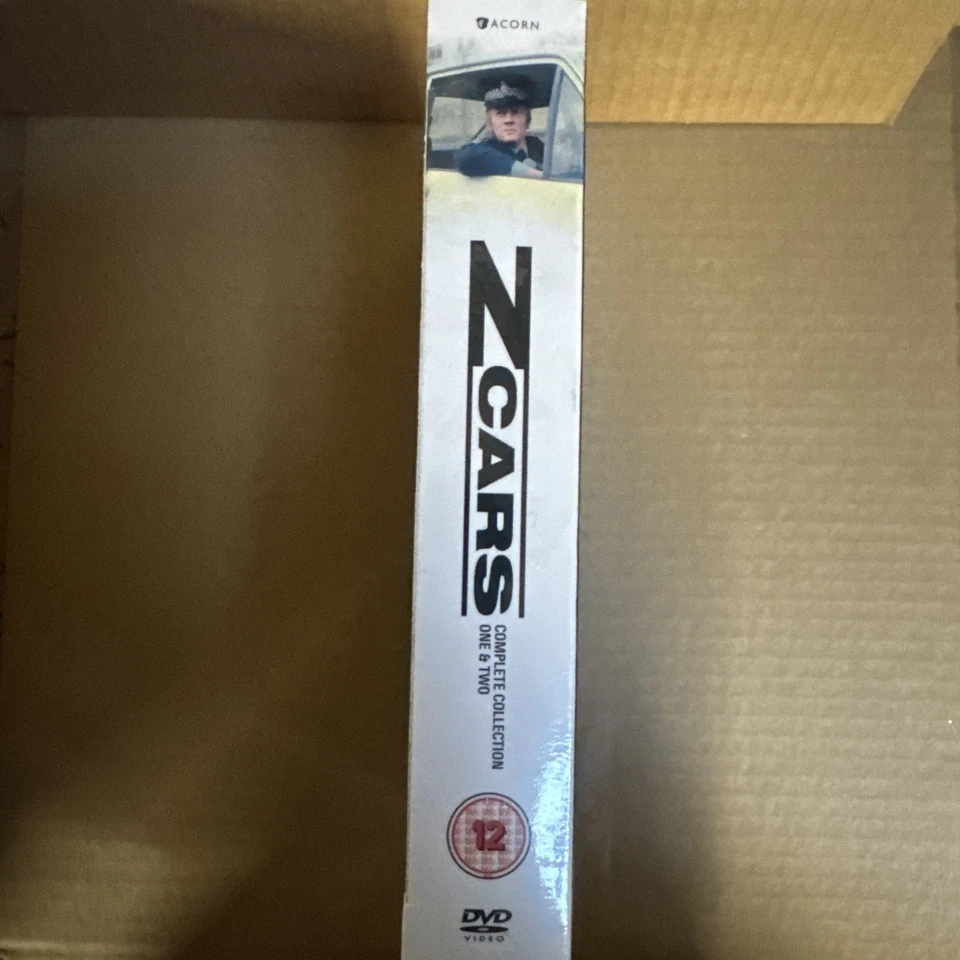 ACORN
Z CARS
COMPLETE COLLECTION
ONE & TWO
12
DVD
VIDEO